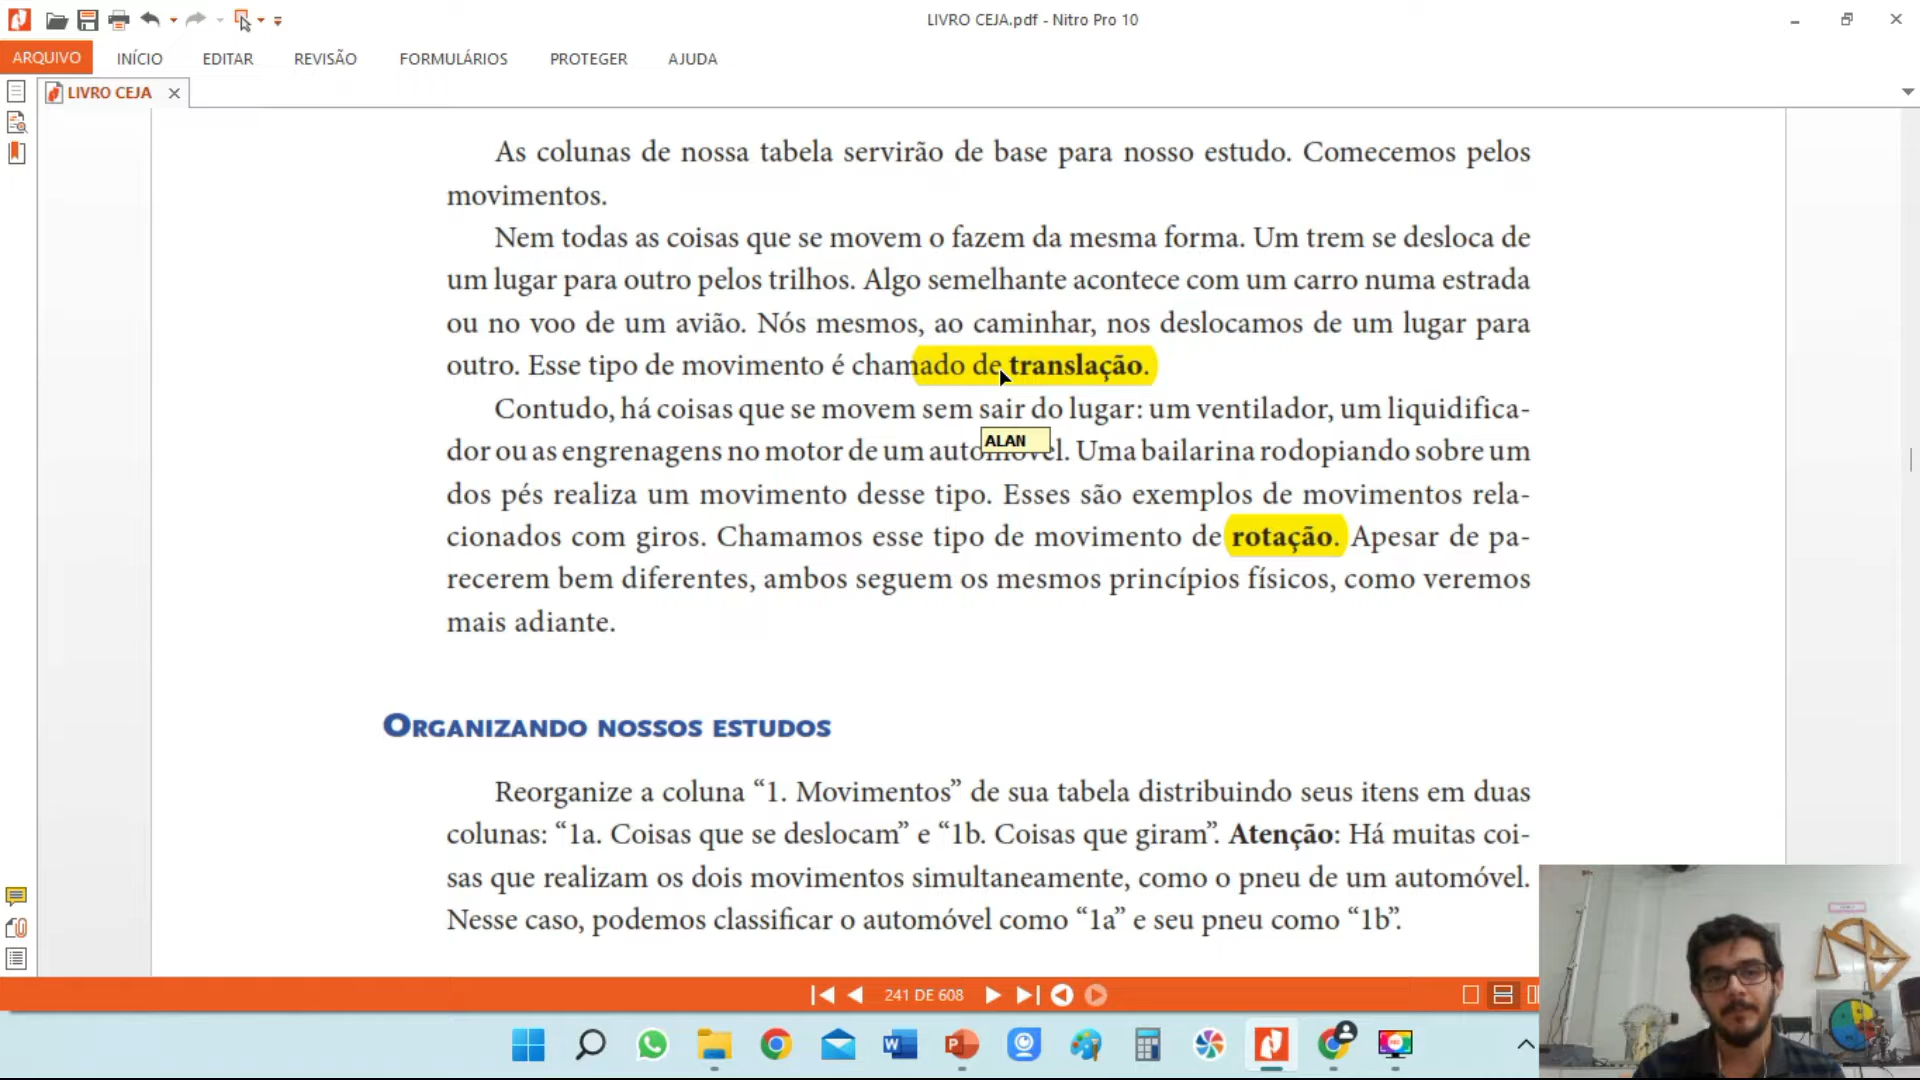 LIVRO CEJA.pdf - Nitro Pro 10
ARQUIVO INÍCIO EDITAR REVISÃO FORMULÁRIOS PROTEGER AJUDA
LIVRO CEJA
As colunas de nossa tabela servirão de base para nosso estudo. Comecemos pelos
movimentos.
Nem todas as coisas que se movem o fazem da mesma forma. Um trem se desloca de
um lugar para outro pelos trilhos. Algo semelhante acontece com um carro numa estrada
ou no voo de um avião. Nós mesmos, ao caminhar, nos deslocamos de um lugar para
outro. Esse tipo de movimento é chamado de translação.
Contudo, há coisas que se movem sem sair do lugar: um ventilador, um liquidifica-
ALAN
dor ou as engrenagens no motor de um automóvel. Uma bailarina rodopiando sobre um
dos pés realiza um movimento desse tipo. Esses são exemplos de movimentos rela-
cionados com giros. Chamamos esse tipo de movimento de rotação. Apesar de pa-
recerem bem diferentes, ambos seguem os mesmos princípios físicos, como veremos
mais adiante.
ORGANIZANDO NOSSOS ESTUDOS
Reorganize a coluna “1. Movimentos” de sua tabela distribuindo seus itens em duas
colunas: “1a. Coisas que se deslocam” e “1b. Coisas que giram”. Atenção: Há muitas coi-
sas que realizam os dois movimentos simultaneamente, como o pneu de um automóvel.
Nesse caso, podemos classificar o automóvel como “1a” e seu pneu como “1b”.
241 DE 608